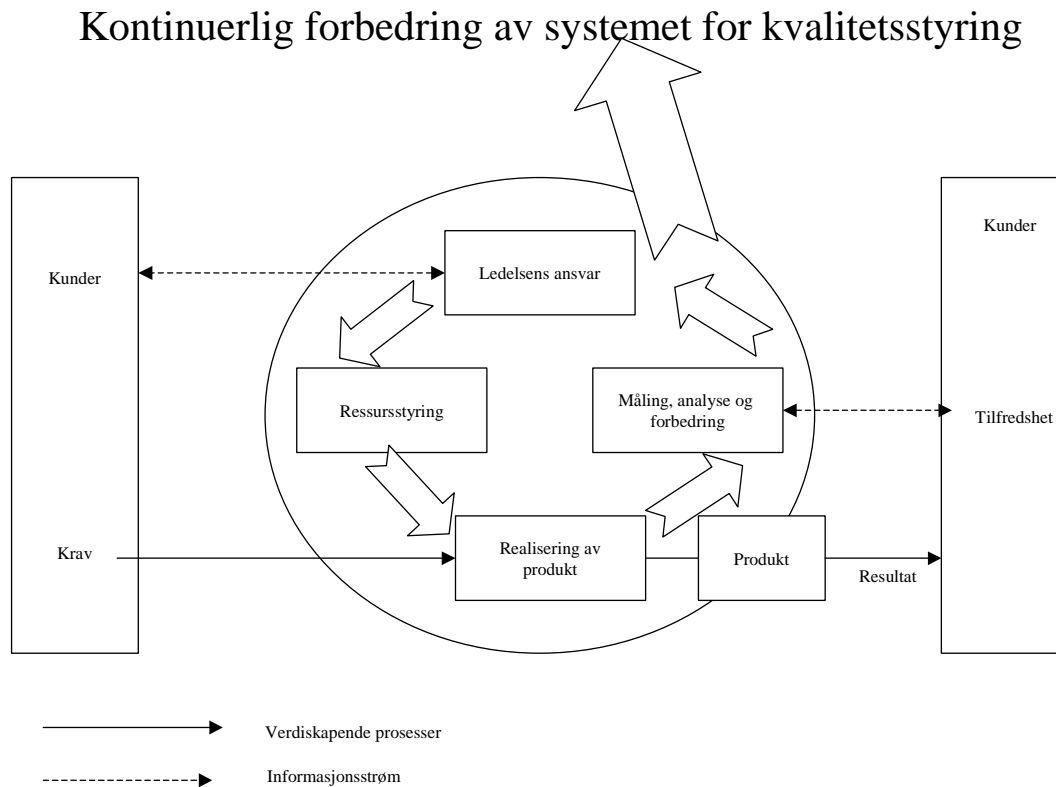 Kontinuerlig forbedring av systemet for kvalitetsstyring
Kunder
Krav
Ledelsens ansvar
Ressursstyring
Måling, analyse og
forbedring
Realisering av
produkt
Produkt
Resultat
Kunder
Tilfredshet
Verdiskapende prosesser
Informasjonsstrøm